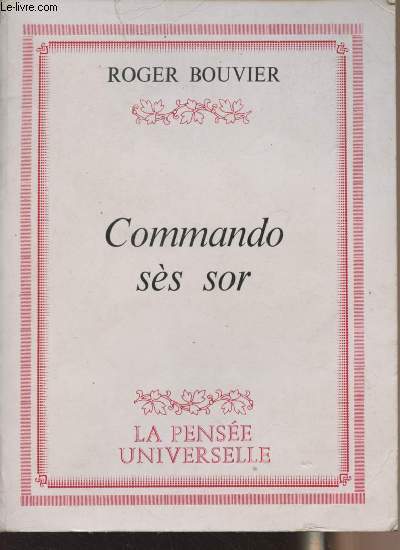 Le-livre.com
ROGER BOUVIER
Commando
sès sor
LA PENSÉE
UNIVERSELLE